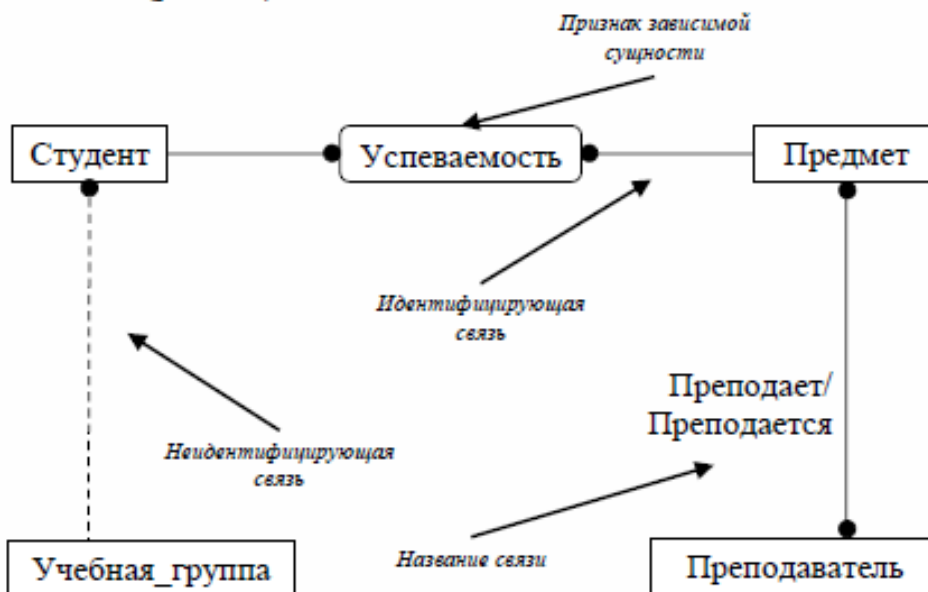 Признак зависимой
сущности
Студент
Успеваемость
Предмет
Идентифицирующая
связь
Преподает/
Преподается
Неидентифицирующая
связь
Название связи
Учебная_группа
Преподаватель